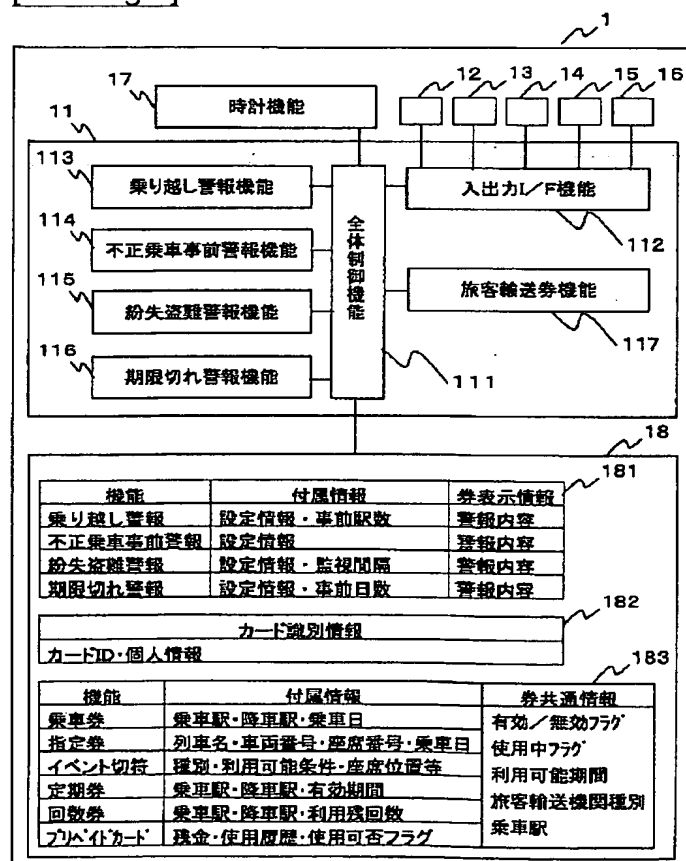 1
17
時計機能
12 13 14 15 16
11
113
乗り越し警報機能
入出力I/F機能
112
114
不正乗車事前警報機能
全体制御機能
115
紛失盗難警報機能
旅客輸送券機能
117
116
期限切れ警報機能
111
18
181
機能 付属情報 券表示情報
乗り越し警報 設定情報・事前駅数 警報内容
不正乗車事前警報 設定情報 警報内容
紛失盗難警報 設定情報・監視間隔 警報内容
期限切れ警報 設定情報・事前日数 警報内容
182
カード識別情報
カードID・個人情報
183
機能 付属情報 券共通情報
乗車券 乗車駅・降車駅・乗車日
指定券 列車名・車両番号・座席番号・乗車日
イベント切符 種別・利用可能条件・座席位置等
定期券 乗車駅・降車駅・有効期間
回数券 乗車駅・降車駅・利用残回数
プリペイドカード 残金・使用履歴・使用可否フラグ
有効/無効フラグ
使用中フラグ
利用可能期間
旅客輸送機関種別
乗車駅